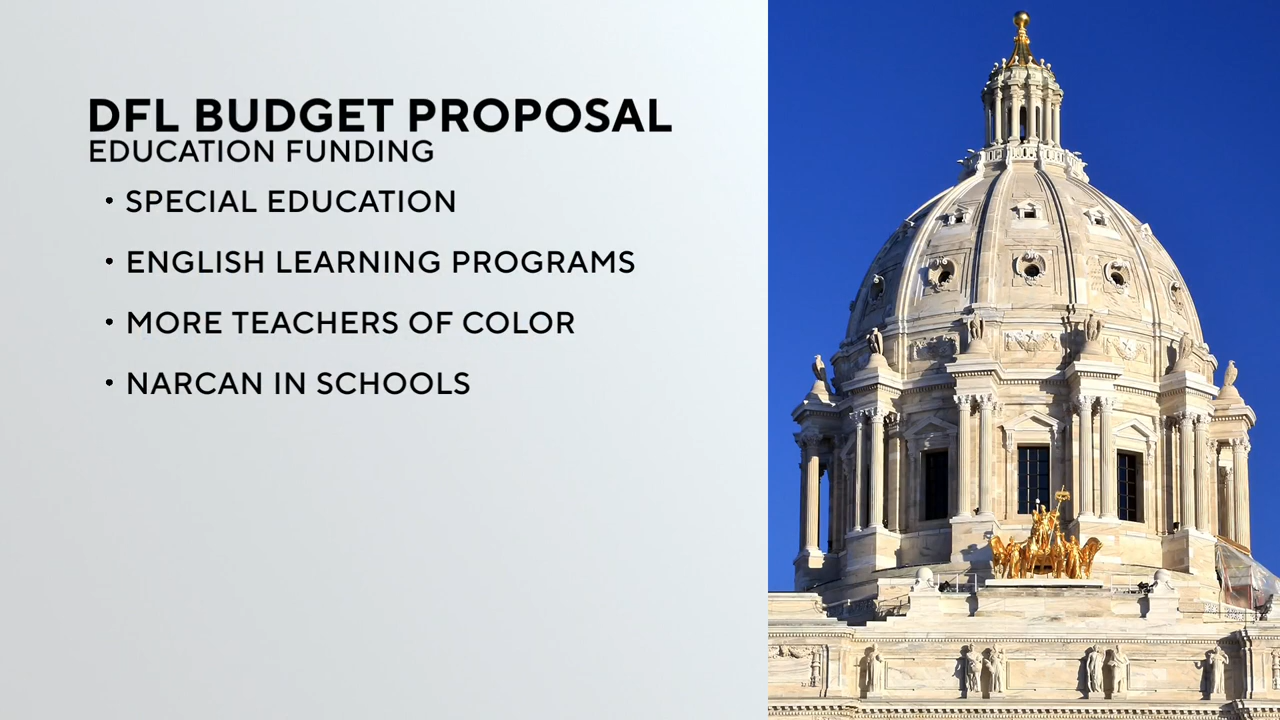 DFL BUDGET PROPOSAL
EDUCATION FUNDING
• SPECIAL EDUCATION
• ENGLISH LEARNING PROGRAMS
• MORE TEACHERS OF COLOR
• NARCAN IN SCHOOLS